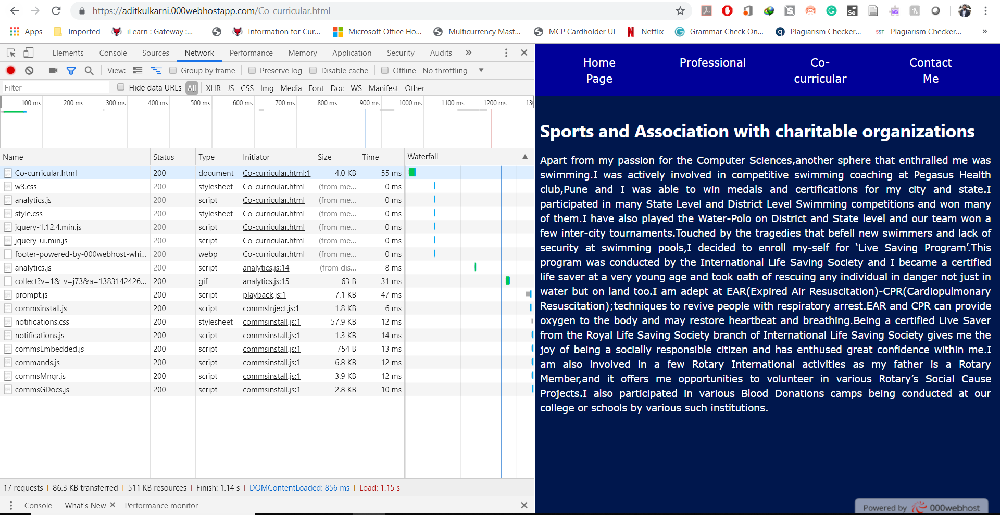 https://aditkulkarni.000webhostapp.com/Co-curricular.html
Apps Imported iLearn : Gateway :... Information for Cur... Microsoft Office Ho... Multicurrency Mast... MCP Cardholder UI Netflix Grammar Check On... Plagiarism Checker... SST Plagiarism Checker... »
Elements Console Sources Network Performance Memory Application Security Audits »
View: Group by frame Preserve log Disable cache Offline No throttling
Filter Hide data URLs All XHR JS CSS Img Media Font Doc WS Manifest Other
100 ms 200 ms 300 ms 400 ms 500 ms 600 ms 700 ms 800 ms 900 ms 1000 ms 1100 ms 1200 ms 13
Name Status Type Initiator Size Time Waterfall
Co-curricular.html 200 document Co-curricular.html:1 4.0 KB 55 ms
w3.css 200 stylesheet Co-curricular.html (from me... 0 ms
analytics.js 200 script Co-curricular.html (from me... 0 ms
style.css 200 stylesheet Co-curricular.html (from me... 0 ms
jquery-1.12.4.min.js 200 script Co-curricular.html (from me... 0 ms
jquery-ui.min.js 200 script Co-curricular.html (from me... 0 ms
footer-powered-by-000webhost-whi... 200 webp Co-curricular.html (from me... 0 ms
analytics.js 200 script analytics.js:14 (from dis... 8 ms
collect?v=1&_v=j73&a=1383142426... 200 gif analytics.js:15 63 B 31 ms
prompt.js 200 script playback.js:1 7.1 KB 47 ms
commsinstall.js 200 script commsInject.js:1 1.8 KB 6 ms
notifications.css 200 stylesheet commsinstall.js:1 57.9 KB 12 ms
notifications.js 200 script commsinstall.js:1 1.3 KB 14 ms
commsEmbedded.js 200 script commsinstall.js:1 754 B 13 ms
commands.js 200 script commsinstall.js:1 6.8 KB 12 ms
commsMngr.js 200 script commsinstall.js:1 3.9 KB 12 ms
commsGDocs.js 200 script commsinstall.js:1 2.8 KB 10 ms
17 requests | 86.3 KB transferred | 511 KB resources | Finish: 1.14 s | DOMContentLoaded: 856 ms | Load: 1.15 s
Console What's New × Performance monitor
Home Page
Professional
Co-curricular
Contact Me
Sports and Association with charitable organizations
Apart from my passion for the Computer Sciences,another sphere that enthralled me was
swimming.I was actively involved in competitive swimming coaching at Pegasus Health
club,Pune and I was able to win medals and certifications for my city and state.I
participated in many State Level and District Level Swimming competitions and won many
of them.I have also played the Water-Polo on District and State level and our team won a
few inter-city tournaments.Touched by the tragedies that befell new swimmers and lack of
security at swimming pools,I decided to enroll my-self for ‘Live Saving Program’.This
program was conducted by the International Life Saving Society and I became a certified
life saver at a very young age and took oath of rescuing any individual in danger not just in
water but on land too.I am adept at EAR(Expired Air Resuscitation)-CPR(Cardiopulmonary
Resuscitation);techniques to revive people with respiratory arrest.EAR and CPR can provide
oxygen to the body and may restore heartbeat and breathing.Being a certified Live Saver
from the Royal Life Saving Society branch of International Life Saving Society gives me the
joy of being a socially responsible citizen and has enthused great confidence within me.I
am also involved in a few Rotary International activities as my father is a Rotary
Member,and it offers me opportunities to volunteer in various Rotary’s Social Cause
Projects.I also participated in various Blood Donations camps being conducted at our
college or schools by various such institutions.
Powered by 000webhost